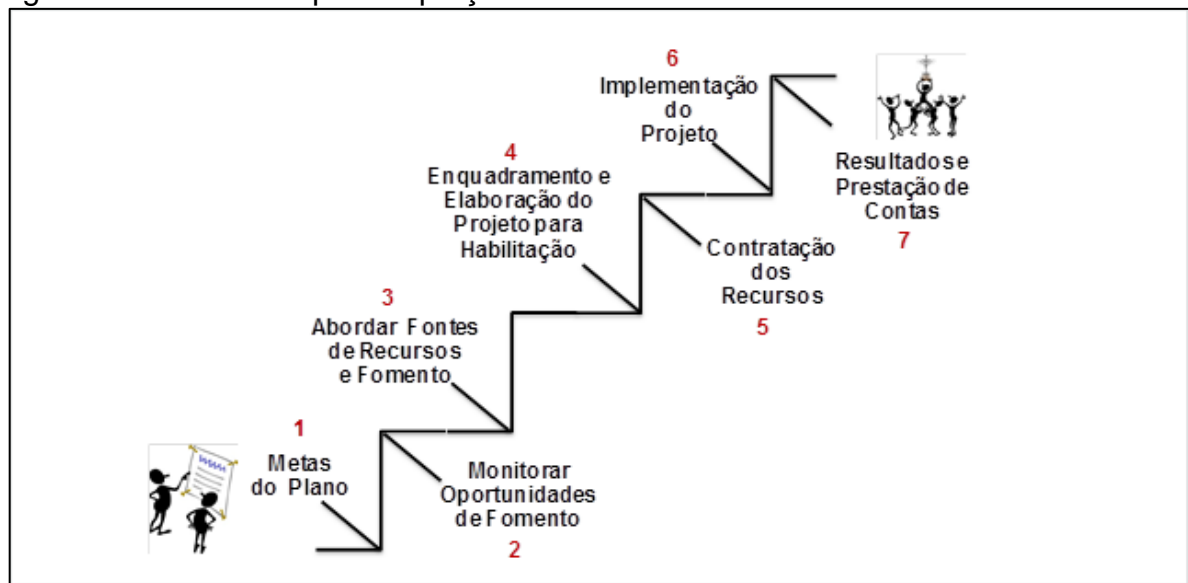 1
Metas
do Plano
Monitorar
Oportunidades
de Fomento
2
3
Abordar Fontes
de Recursos
e Fomento
4
Enquadramento e
Elaboração do
Projeto para
Habilitação
Contratação
dos
Recursos
5
6
Implementação
do
Projeto
Resultados e
Prestação de
Contas
7